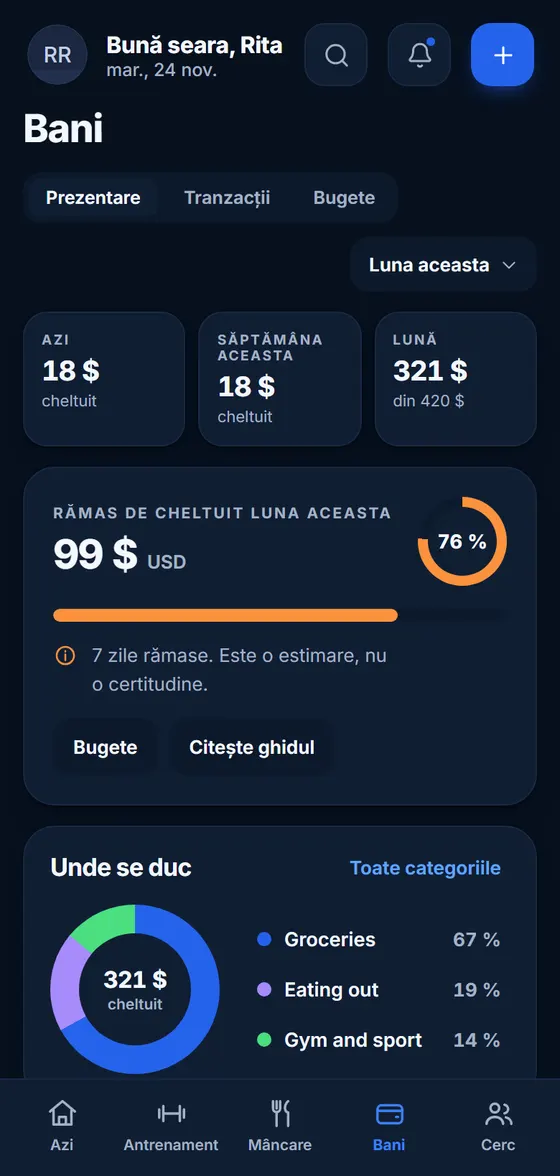 RR
Bună seara, Rita
mar., 24 nov.
Bani
Prezentare
Tranzacții
Bugete
Luna aceasta
AZI
18 $
cheltuit
SĂPTĂMÂNA
ACEASTA
18 $
cheltuit
LUNĂ
321 $
din 420 $
RĂMAS DE CHELTUIT LUNA ACEASTA
99 $ USD
76 %
7 zile rămase. Este o estimare, nu
o certitudine.
Bugete
Citește ghidul
Unde se duc
Toate categoriile
321 $
cheltuit
Groceries 67 %
Eating out 19 %
Gym and sport 14 %
Azi
Antrenament
Mâncare
Bani
Cerc